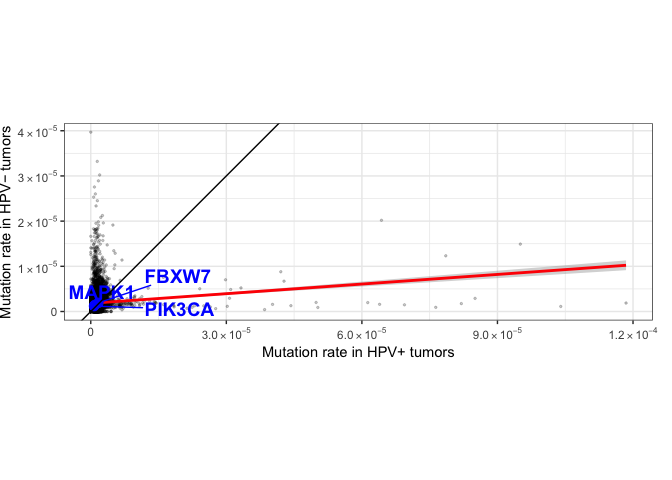 Mutation rate in HPV− tumors
4 × 10⁻⁵
3 × 10⁻⁵
2 × 10⁻⁵
1 × 10⁻⁵
0
FBXW7
MAPK1
PIK3CA
0 3.0 × 10⁻⁵ 6.0 × 10⁻⁵ 9.0 × 10⁻⁵ 1.2 × 10⁻⁴
Mutation rate in HPV+ tumors